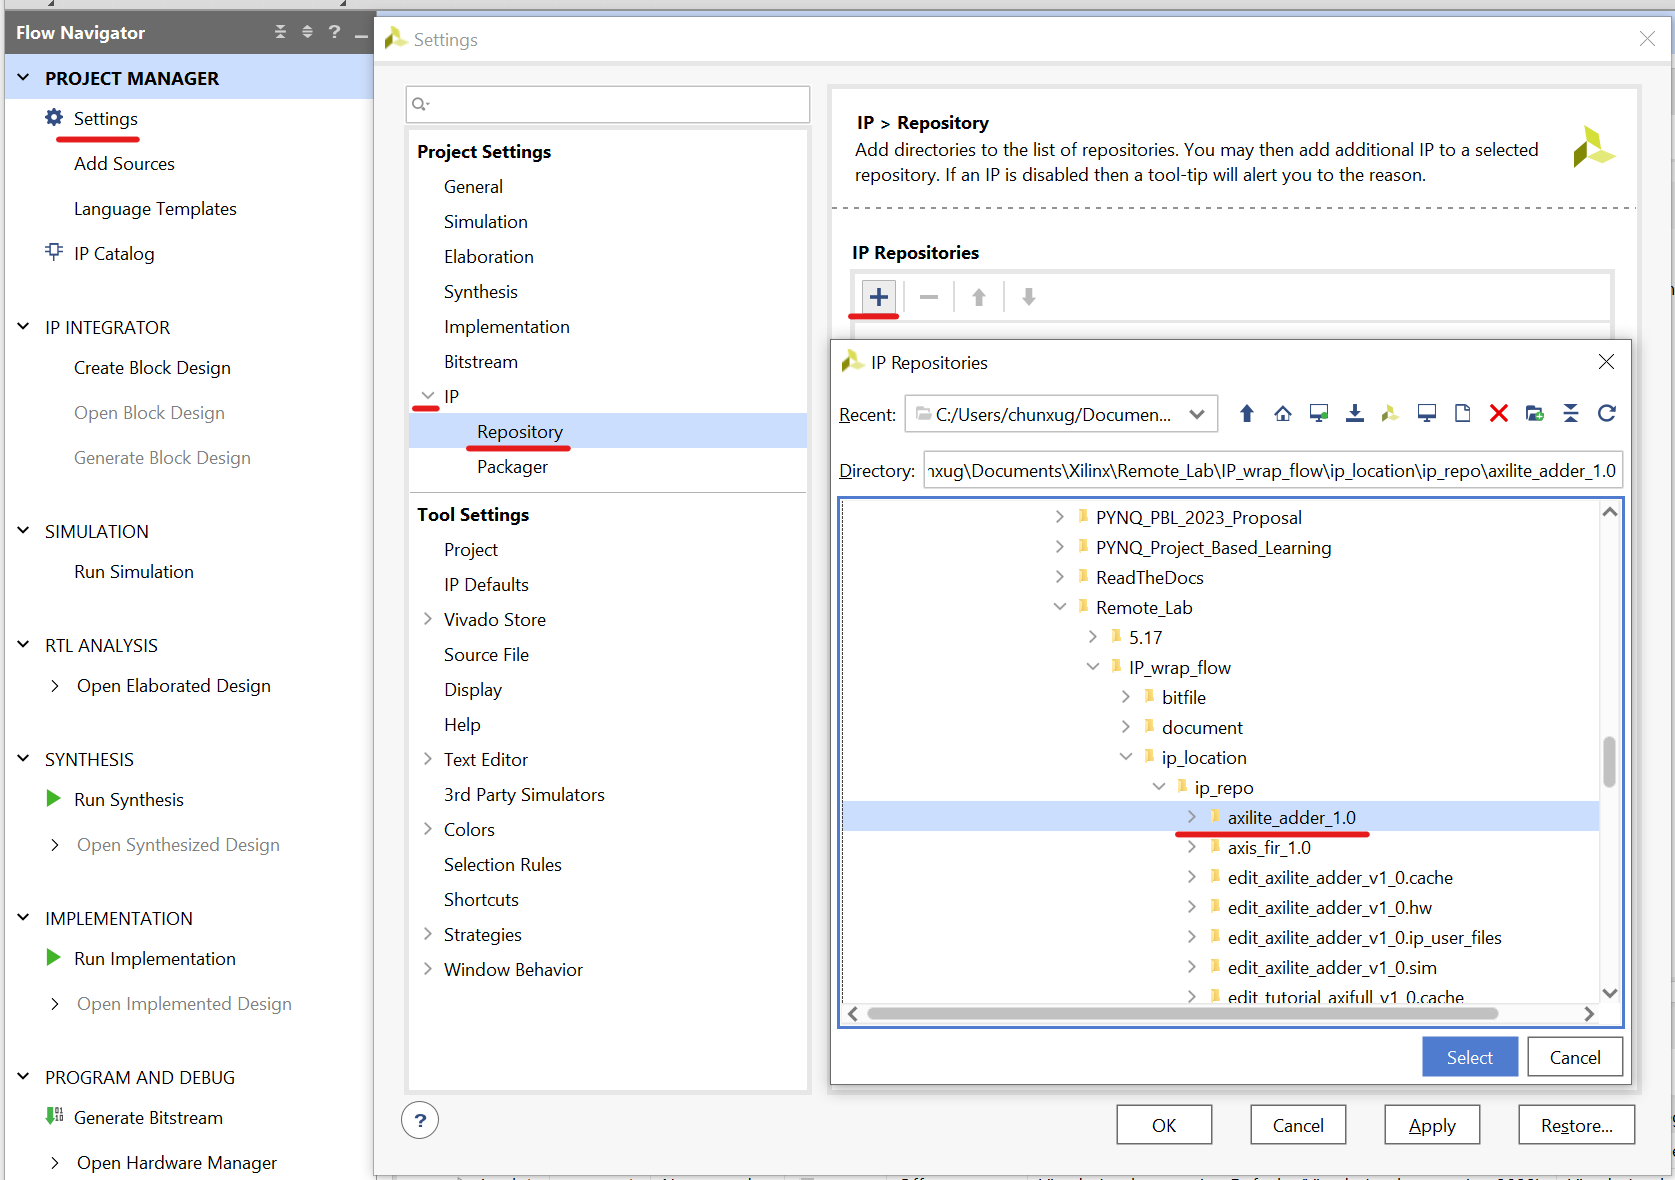 Flow Navigator
?
PROJECT MANAGER
Settings
Add Sources
Language Templates
IP Catalog
IP INTEGRATOR
Create Block Design
Open Block Design
Generate Block Design
SIMULATION
Run Simulation
RTL ANALYSIS
Open Elaborated Design
SYNTHESIS
Run Synthesis
Open Synthesized Design
IMPLEMENTATION
Run Implementation
Open Implemented Design
PROGRAM AND DEBUG
Generate Bitstream
Open Hardware Manager
Settings
Project Settings
General
Simulation
Elaboration
Synthesis
Implementation
Bitstream
IP
Repository
Packager
Tool Settings
Project
IP Defaults
Vivado Store
Source File
Display
Help
Text Editor
3rd Party Simulators
Colors
Selection Rules
Shortcuts
Strategies
Window Behavior
IP > Repository
Add directories to the list of repositories. You may then add additional IP to a selected
repository. If an IP is disabled then a tool-tip will alert you to the reason.
IP Repositories
IP Repositories
Recent: C:/Users/chunxug/Documen...
Directory: nxug\Documents\Xilinx\Remote_Lab\IP_wrap_flow\ip_location\ip_repo\axilite_adder_1.0
PYNQ_PBL_2023_Proposal
PYNQ_Project_Based_Learning
ReadTheDocs
Remote_Lab
5.17
IP_wrap_flow
bitfile
document
ip_location
ip_repo
axilite_adder_1.0
axis_fir_1.0
edit_axilite_adder_v1_0.cache
edit_axilite_adder_v1_0.hw
edit_axilite_adder_v1_0.ip_user_files
edit_axilite_adder_v1_0.sim
edit_tutorial_axifull_v1_0.cache
Select Cancel
? OK Cancel Apply Restore...